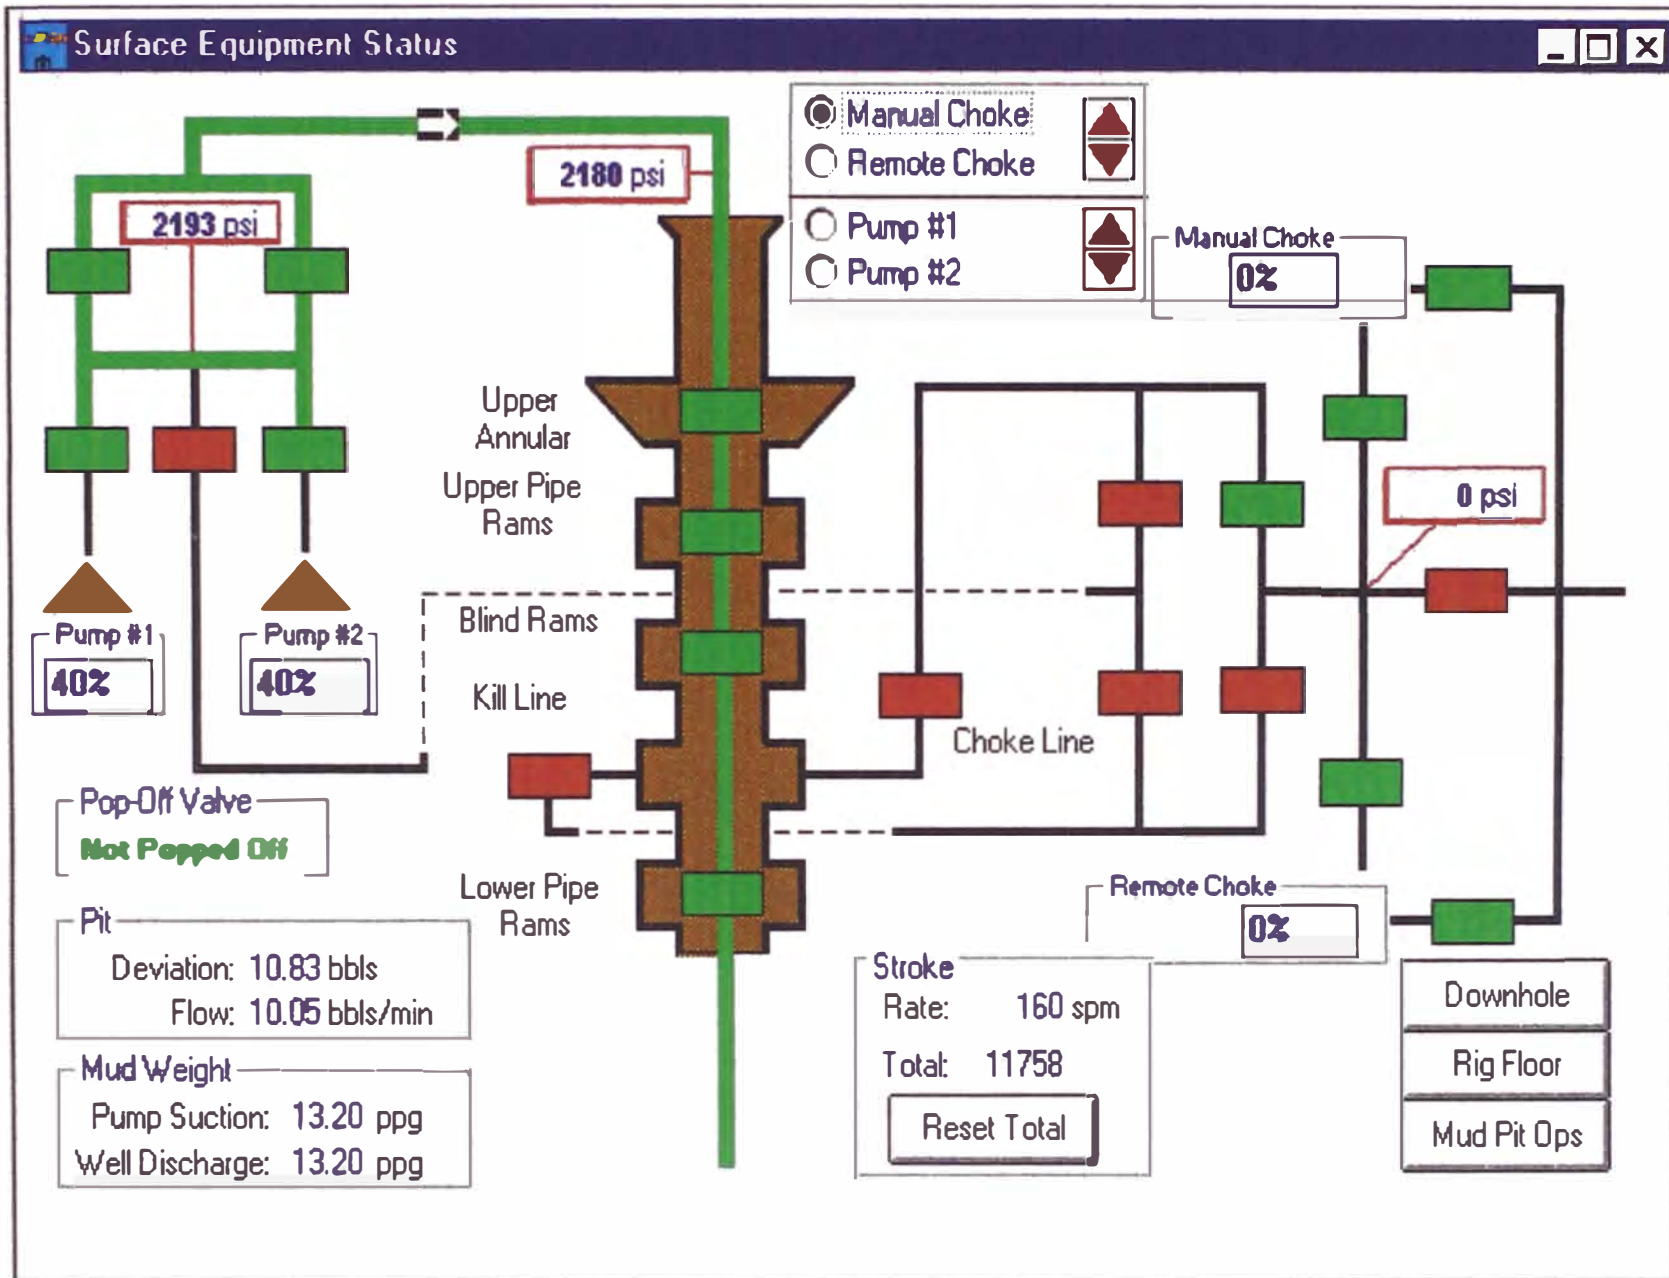 Surface Equipment Status
Manual Choke
Remote Choke
Pump #1
Pump #2
2180 psi
2193 psi
Manual Choke
0%
Upper
Annular
Upper Pipe
Rams
0 psi
Blind Rams
Pump #1
40%
Pump #2
40%
Kill Line
Choke Line
Pop-Off Valve
Not Popped Off
Lower Pipe
Rams
Remote Choke
0%
Pit
Deviation: 10.83 bbls
Flow: 10.05 bbls/min
Mud Weight
Pump Suction: 13.20 ppg
Well Discharge: 13.20 ppg
Stroke
Rate: 160 spm
Total: 11758
Reset Total
Downhole
Rig Floor
Mud Pit Ops